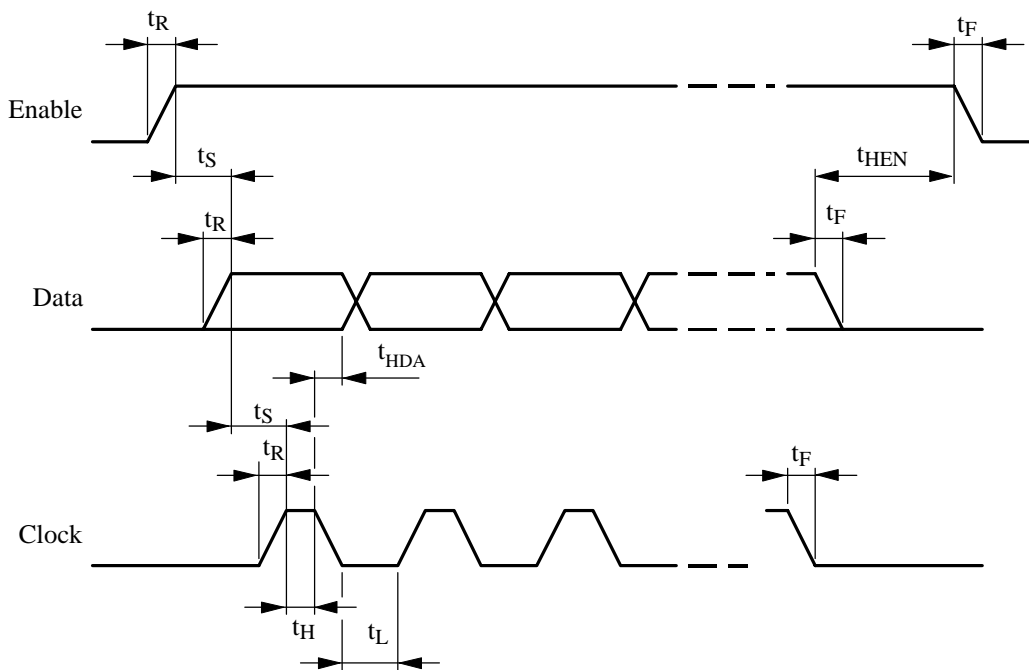 tR
tF
Enable
tS
tHEN
tR
tF
Data
tHDA
tS
tR
tF
Clock
tH
tL